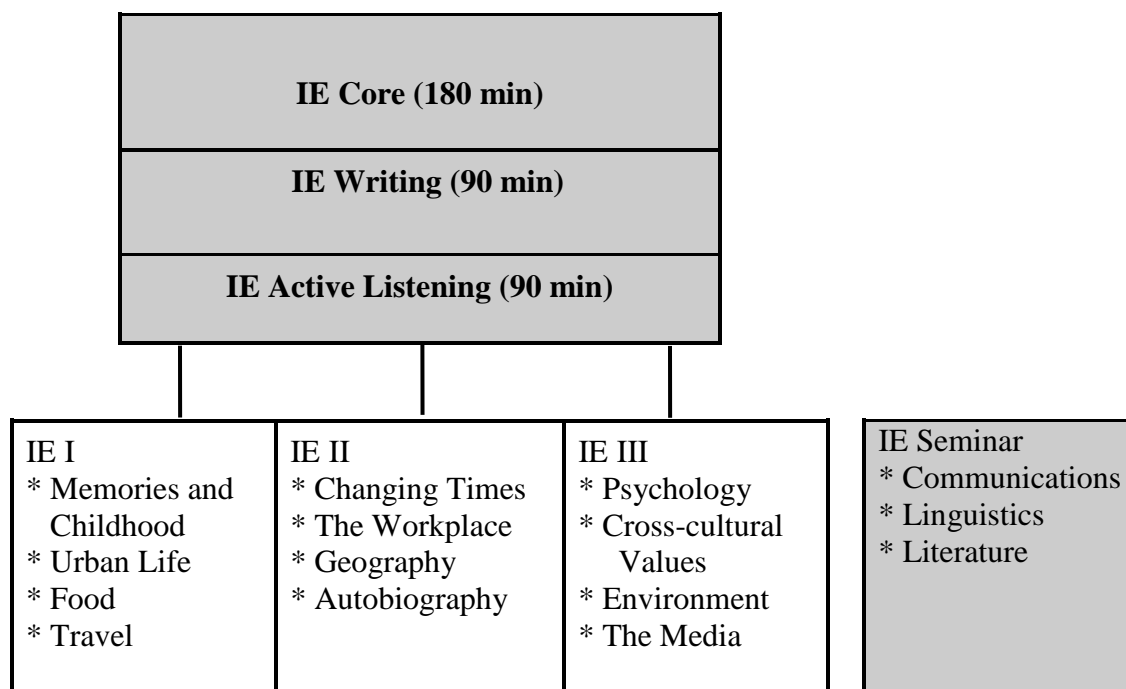 IE Core (180 min)
IE Writing (90 min)
IE Active Listening (90 min)
IE I
* Memories and
Childhood
* Urban Life
* Food
* Travel
IE II
* Changing Times
* The Workplace
* Geography
* Autobiography
IE III
* Psychology
* Cross-cultural
Values
* Environment
* The Media
IE Seminar
* Communications
* Linguistics
* Literature